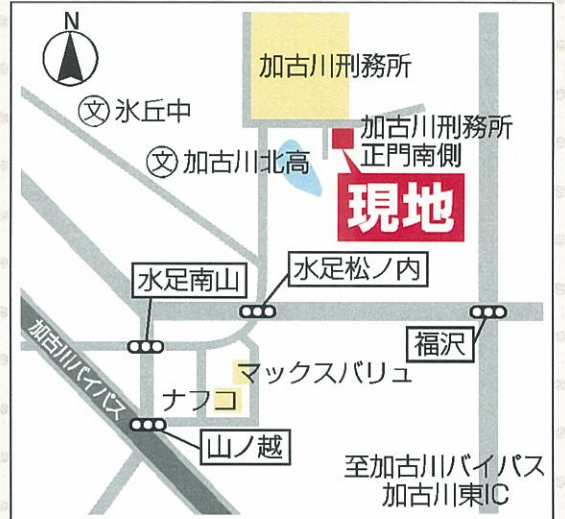 N
加古川刑務所
文 氷丘中
加古川刑務所
正門南側
文 加古川北高
現地
水足南山
水足松ノ内
福沢
加古川バイパス
マックスバリュ
ナフコ
山ノ越
至加古川バイパス
加古川東IC